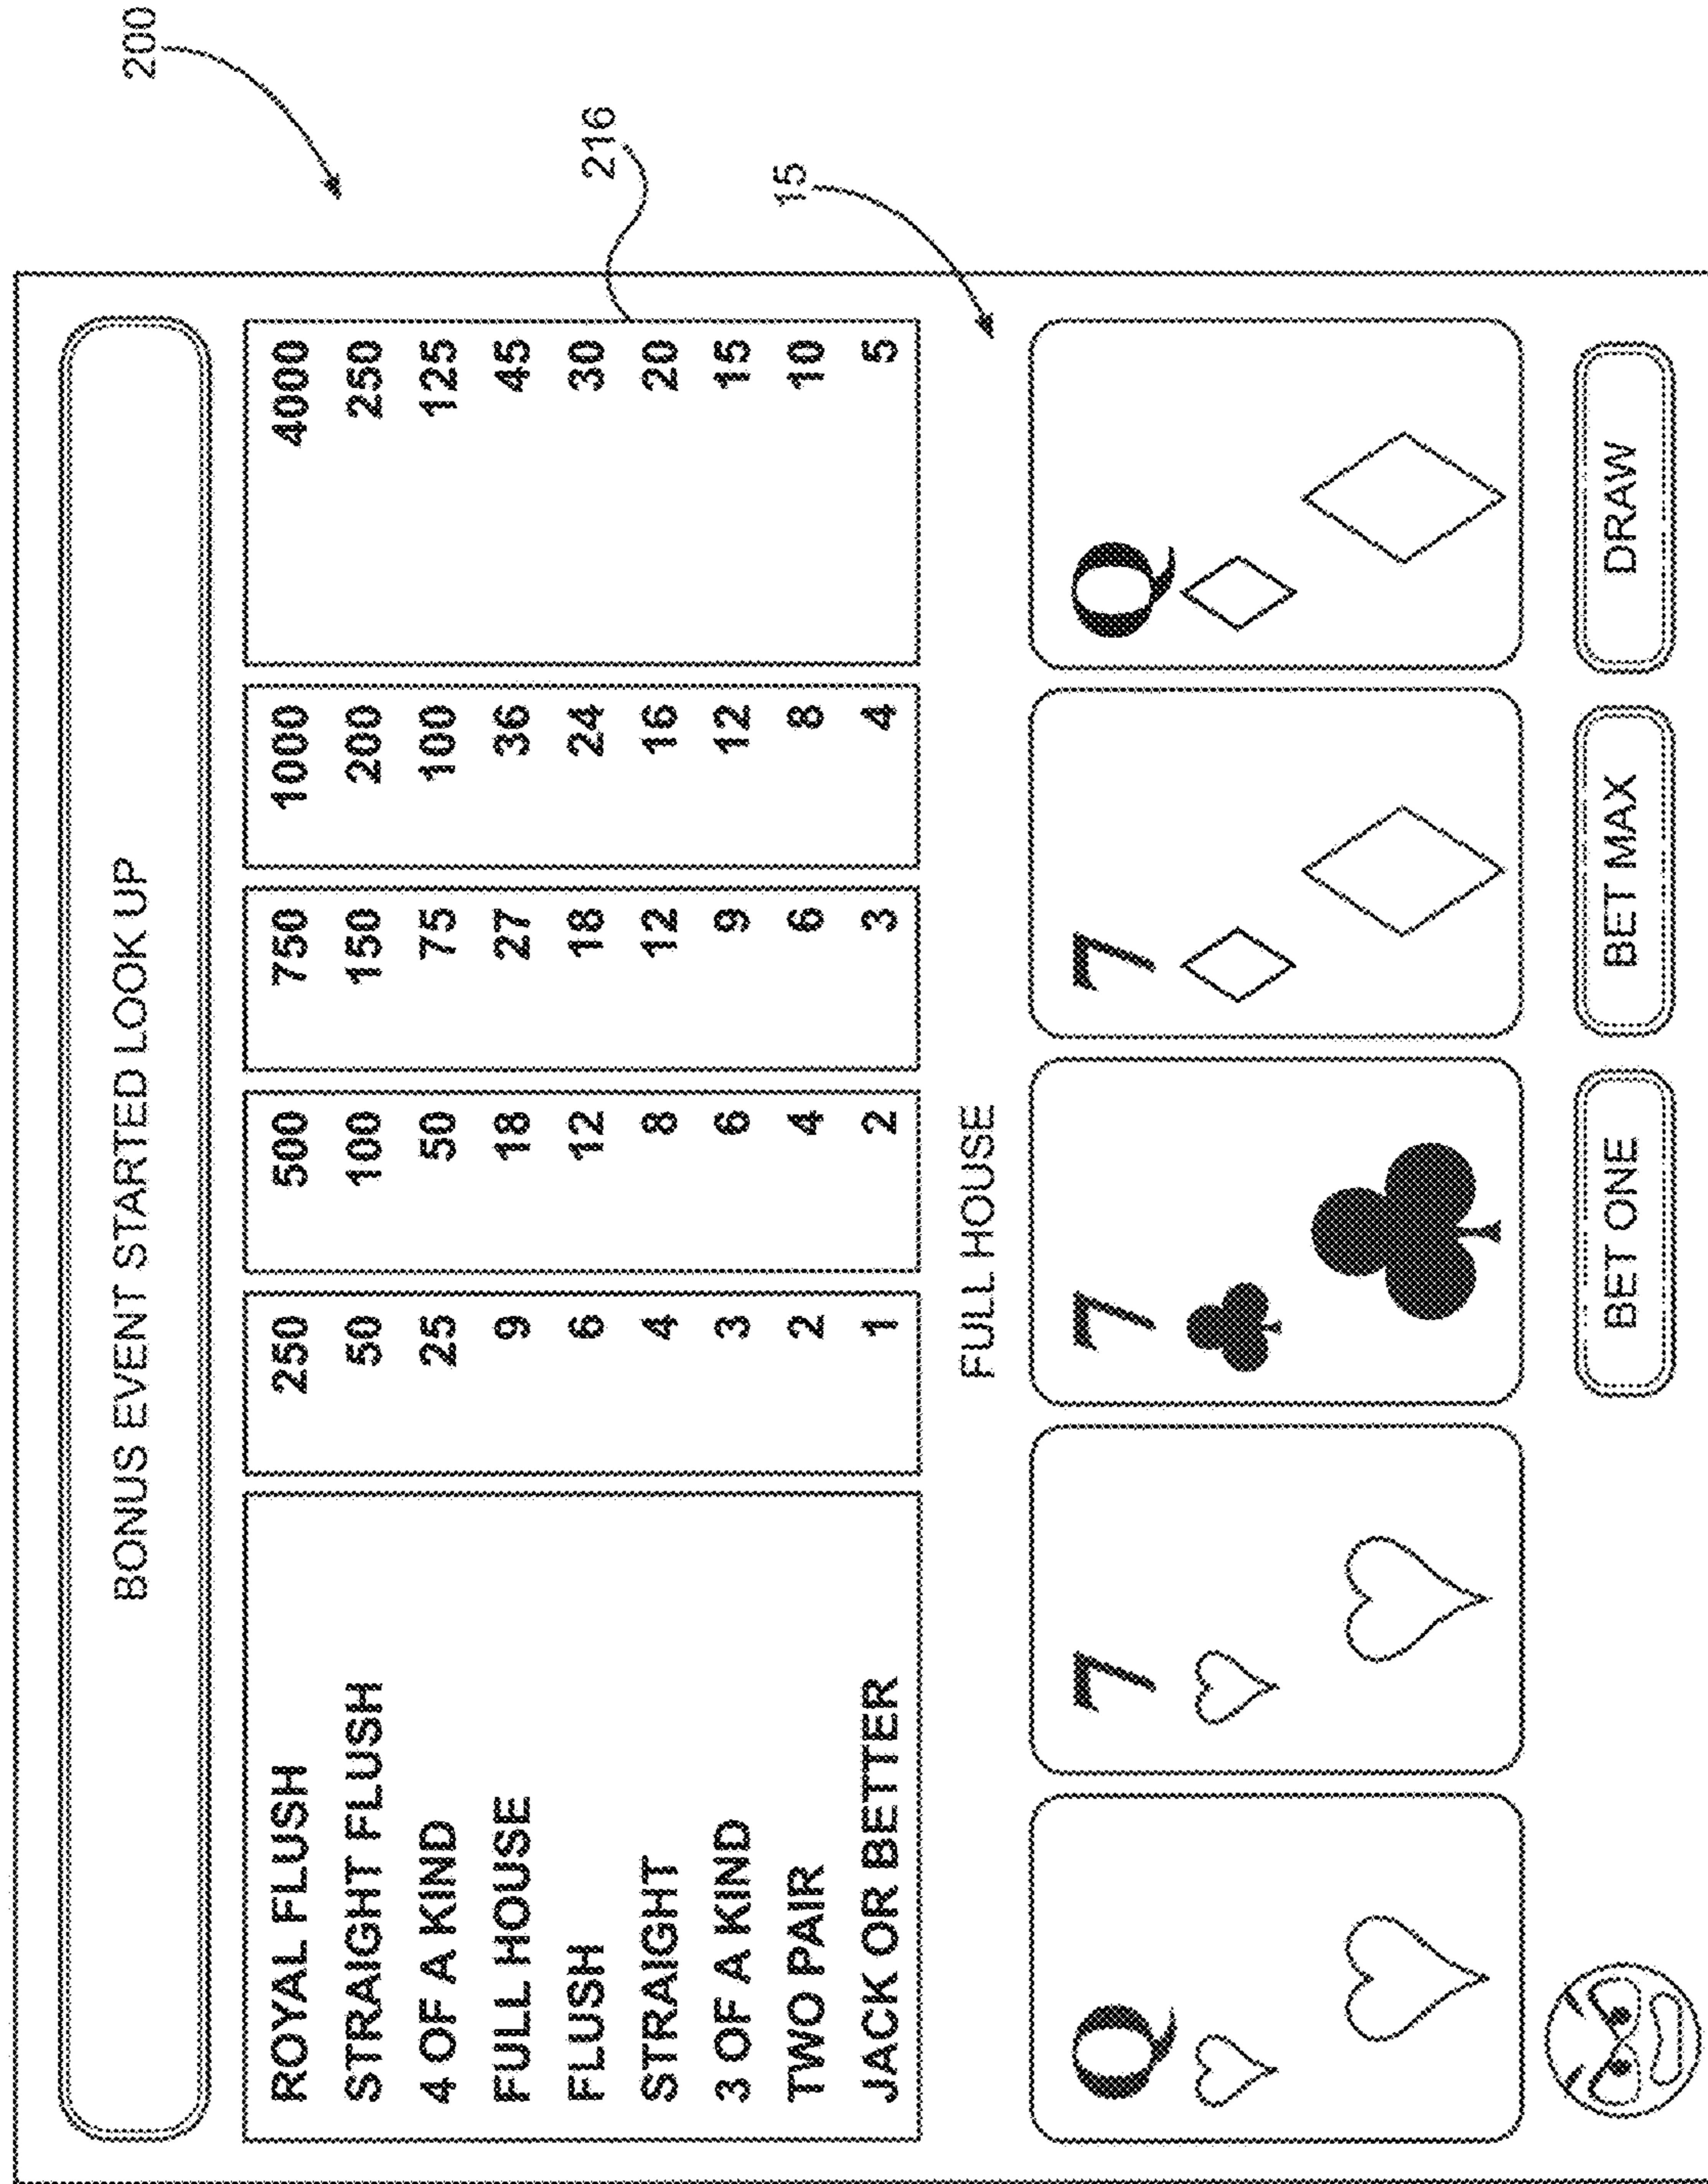 200
BONUS EVENT STARTED LOOK UP
ROYAL FLUSH 250 500 750 1000 4000
STRAIGHT FLUSH 50 100 150 200 250
4 OF A KIND 25 50 75 100 125
FULL HOUSE 9 18 27 36 45
FLUSH 6 12 18 24 30
STRAIGHT 4 8 12 16 20
3 OF A KIND 3 6 9 12 15
TWO PAIR 2 4 6 8 10
JACK OR BETTER 1 2 3 4 5
216
15
FULL HOUSE
Q 7 7 7 Q
BET ONE BET MAX DRAW